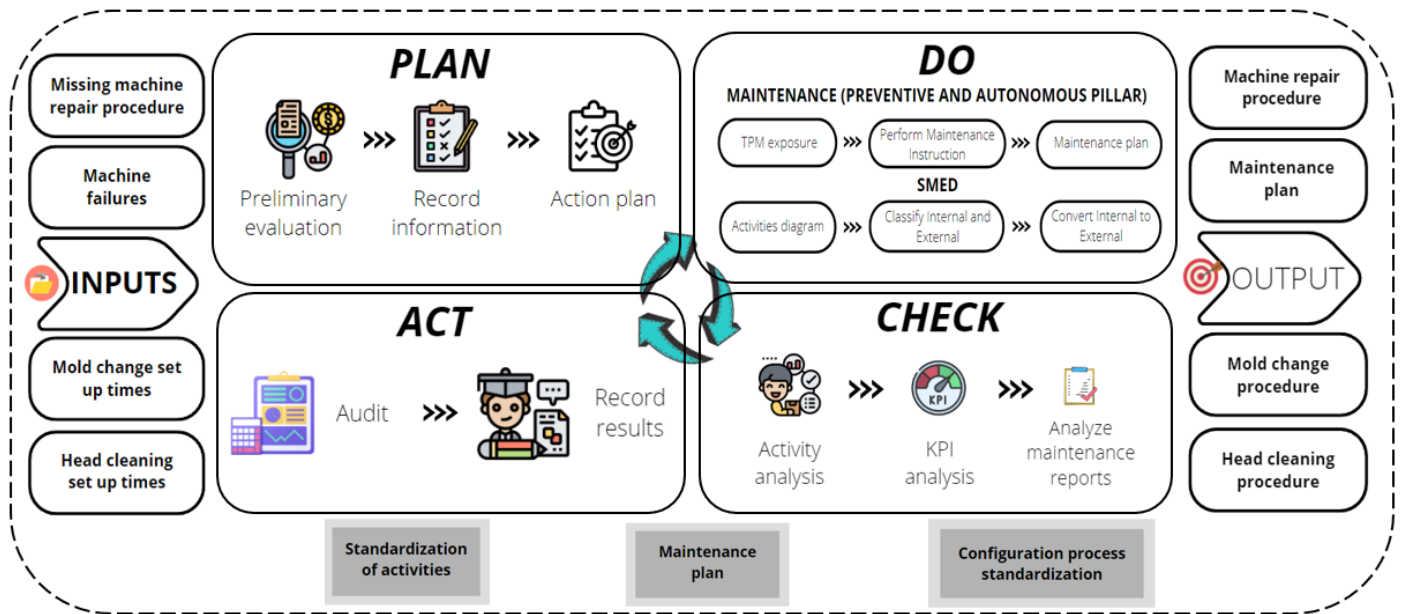 Missing machine
repair procedure
Machine
failures
INPUTS
Mold change set
up times
Head cleaning
set up times
PLAN
Preliminary
evaluation
Record
information
Action plan
DO
MAINTENANCE (PREVENTIVE AND AUTONOMOUS PILLAR)
TPM exposure
Perform Maintenance
Instruction
Maintenance plan
SMED
Activities diagram
Classify Internal and
External
Convert Internal to
External
ACT
Audit
Record
results
CHECK
Activity
analysis
KPI
KPI
analysis
Analyze
maintenance
reports
Machine repair
procedure
Maintenance
plan
OUTPUT
Mold change
procedure
Head cleaning
procedure
Standardization
of activities
Maintenance
plan
Configuration process
standardization